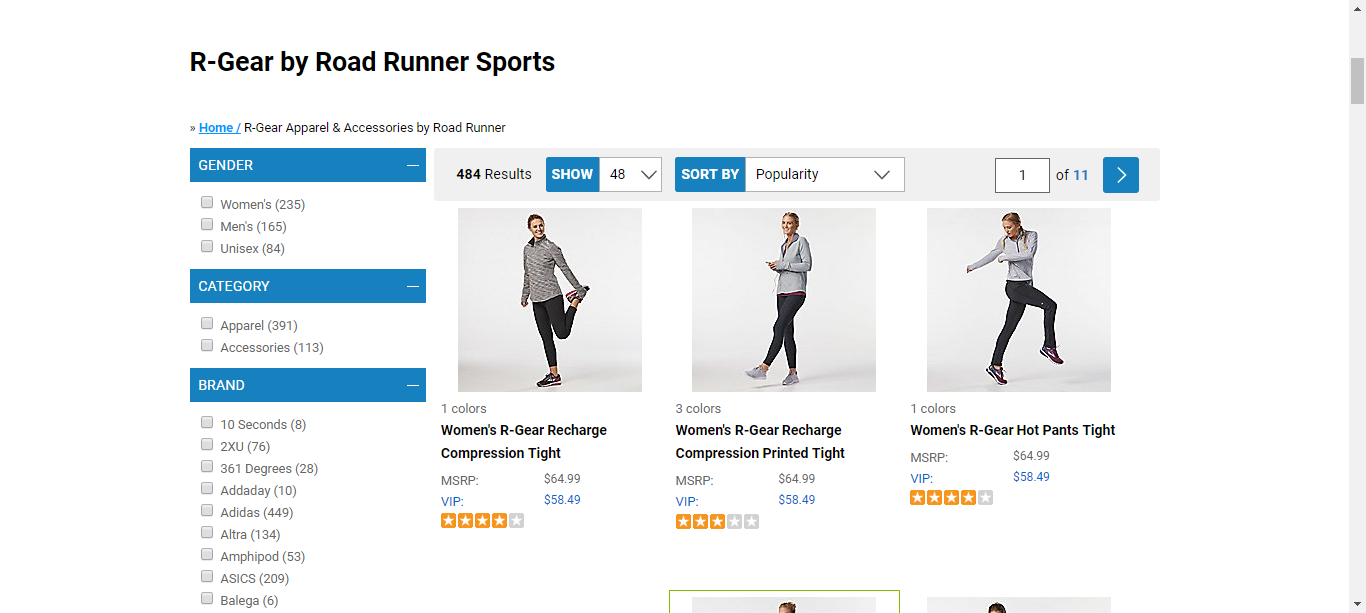 R-Gear by Road Runner Sports
» Home / R-Gear Apparel & Accessories by Road Runner
GENDER
Women's (235)
Men's (165)
Unisex (84)
CATEGORY
Apparel (391)
Accessories (113)
BRAND
10 Seconds (8)
2XU (76)
361 Degrees (28)
Addaday (10)
Adidas (449)
Altra (134)
Amphipod (53)
ASICS (209)
Balega (6)
484 Results SHOW 48 SORT BY Popularity 1 of 11
1 colors
Women's R-Gear Recharge
Compression Tight
MSRP: $64.99
VIP: $58.49
3 colors
Women's R-Gear Recharge
Compression Printed Tight
MSRP: $64.99
VIP: $58.49
1 colors
Women's R-Gear Hot Pants Tight
MSRP: $64.99
VIP: $58.49